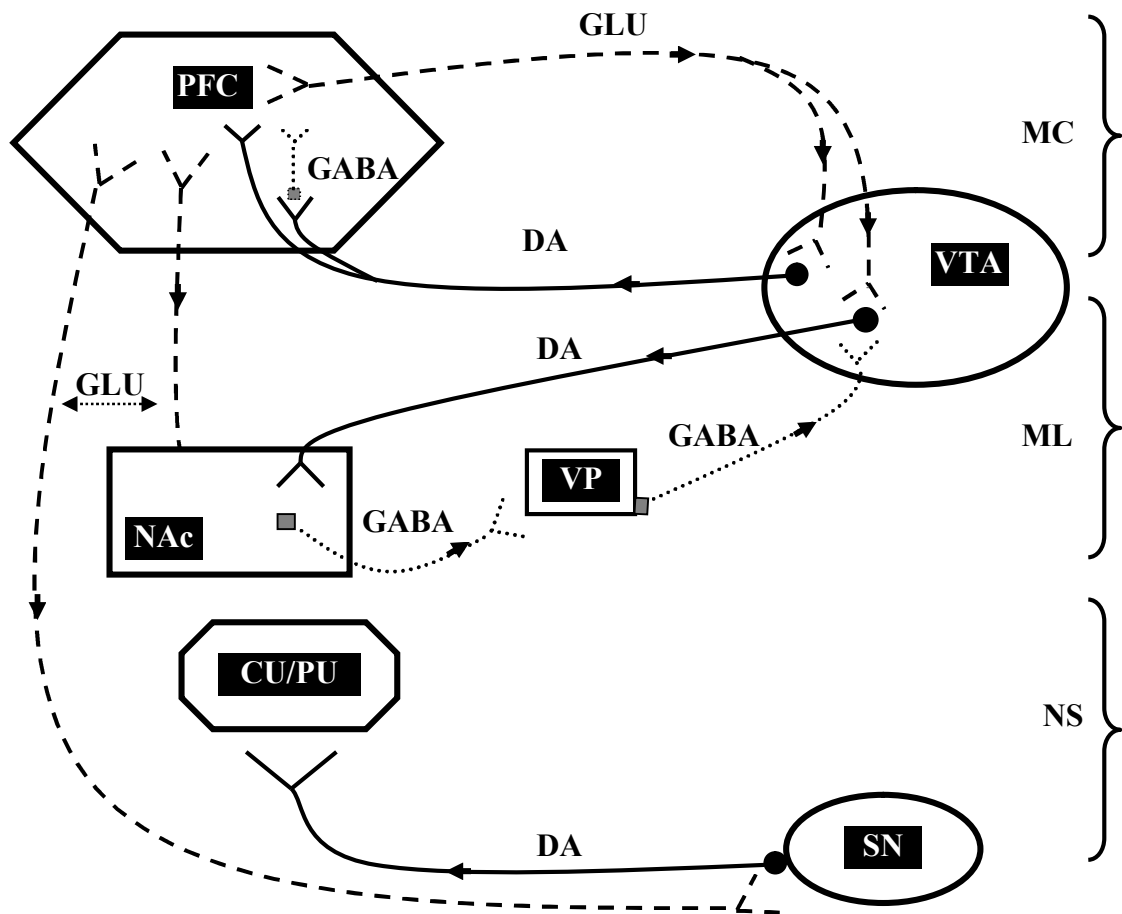 GLU
PFC
MC
GABA
DA
VTA
DA
GLU
ML
GABA
VP
GABA
NAc
CU/PU
NS
DA
SN